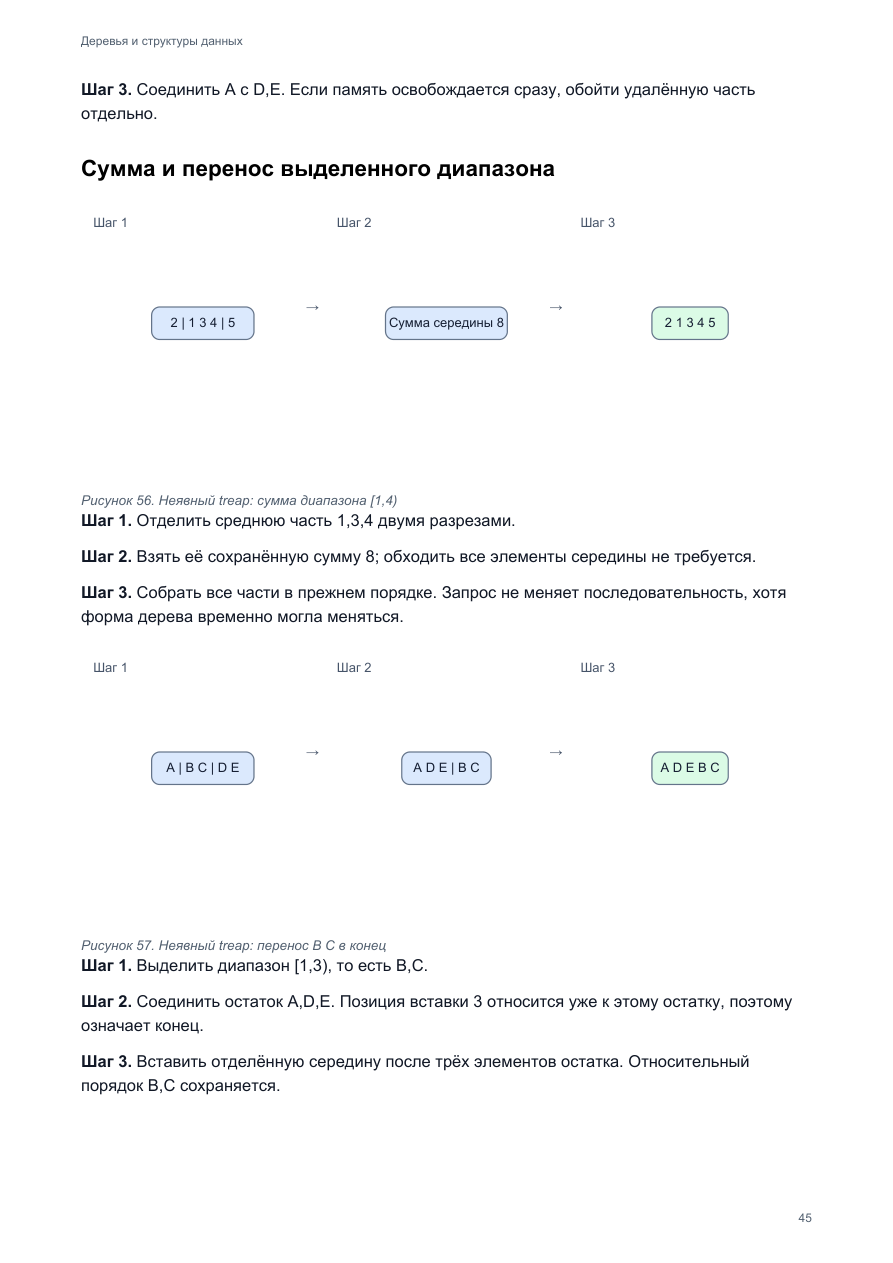 Деревья и структуры данных
Шаг 3. Соединить A с D,E. Если память освобождается сразу, обойти удалённую часть
отдельно.
Сумма и перенос выделенного диапазона
Шаг 1
Шаг 2
Шаг 3
2 | 1 3 4 | 5
→
Сумма середины 8
→
2 1 3 4 5
Рисунок 56. Неявный treap: сумма диапазона [1,4)
Шаг 1. Отделить среднюю часть 1,3,4 двумя разрезами.
Шаг 2. Взять её сохранённую сумму 8; обходить все элементы середины не требуется.
Шаг 3. Собрать все части в прежнем порядке. Запрос не меняет последовательность, хотя
форма дерева временно могла меняться.
Шаг 1
Шаг 2
Шаг 3
A | B C | D E
→
A D E | B C
→
A D E B C
Рисунок 57. Неявный treap: перенос B C в конец
Шаг 1. Выделить диапазон [1,3), то есть B,C.
Шаг 2. Соединить остаток A,D,E. Позиция вставки 3 относится уже к этому остатку, поэтому
означает конец.
Шаг 3. Вставить отделённую середину после трёх элементов остатка. Относительный
порядок B,C сохраняется.
45